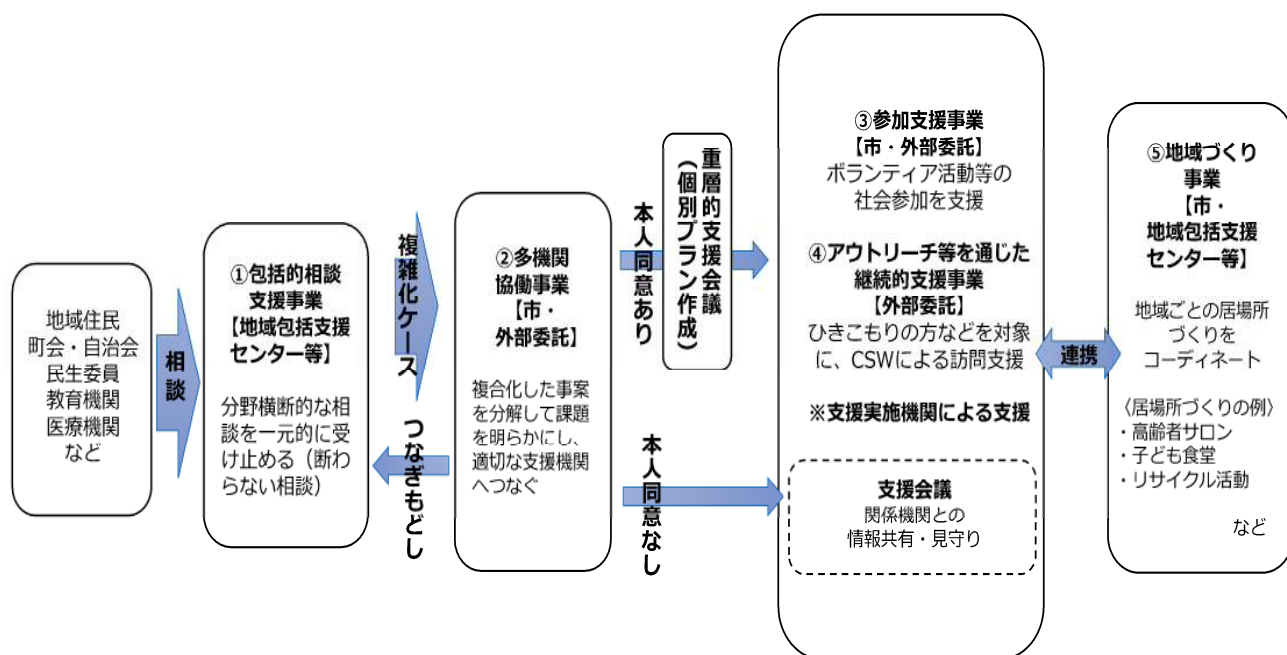 地域住民
町会・自治会
民生委員
教育機関
医療機関
など
相談
①包括的相談
支援事業
【地域包括支援
センター等】
分野横断的な相
談を一元的に受
け止める（断わ
らない相談）
複雑化ケース
つなぎもどし
②多機関
協働事業
【市・
外部委託】
複合化した事案
を分解して課題
を明らかにし、
適切な支援機関
へつなぐ
本人同意あり
重層的支援会議
（個別プラン作成）
本人同意なし
③参加支援事業
【市・外部委託】
ボランティア活動等の
社会参加を支援
④アウトリーチ等を通じた
継続的支援事業
【外部委託】
ひきこもりの方などを対象
に、CSWによる訪問支援
※支援実施機関による支援
支援会議
関係機関との
情報共有・見守り
連携
⑤地域づくり
事業
【市・
地域包括支援
センター等】
地域ごとの居場所
づくりを
コーディネート
〈居場所づくりの例〉
・高齢者サロン
・子ども食堂
・リサイクル活動
など